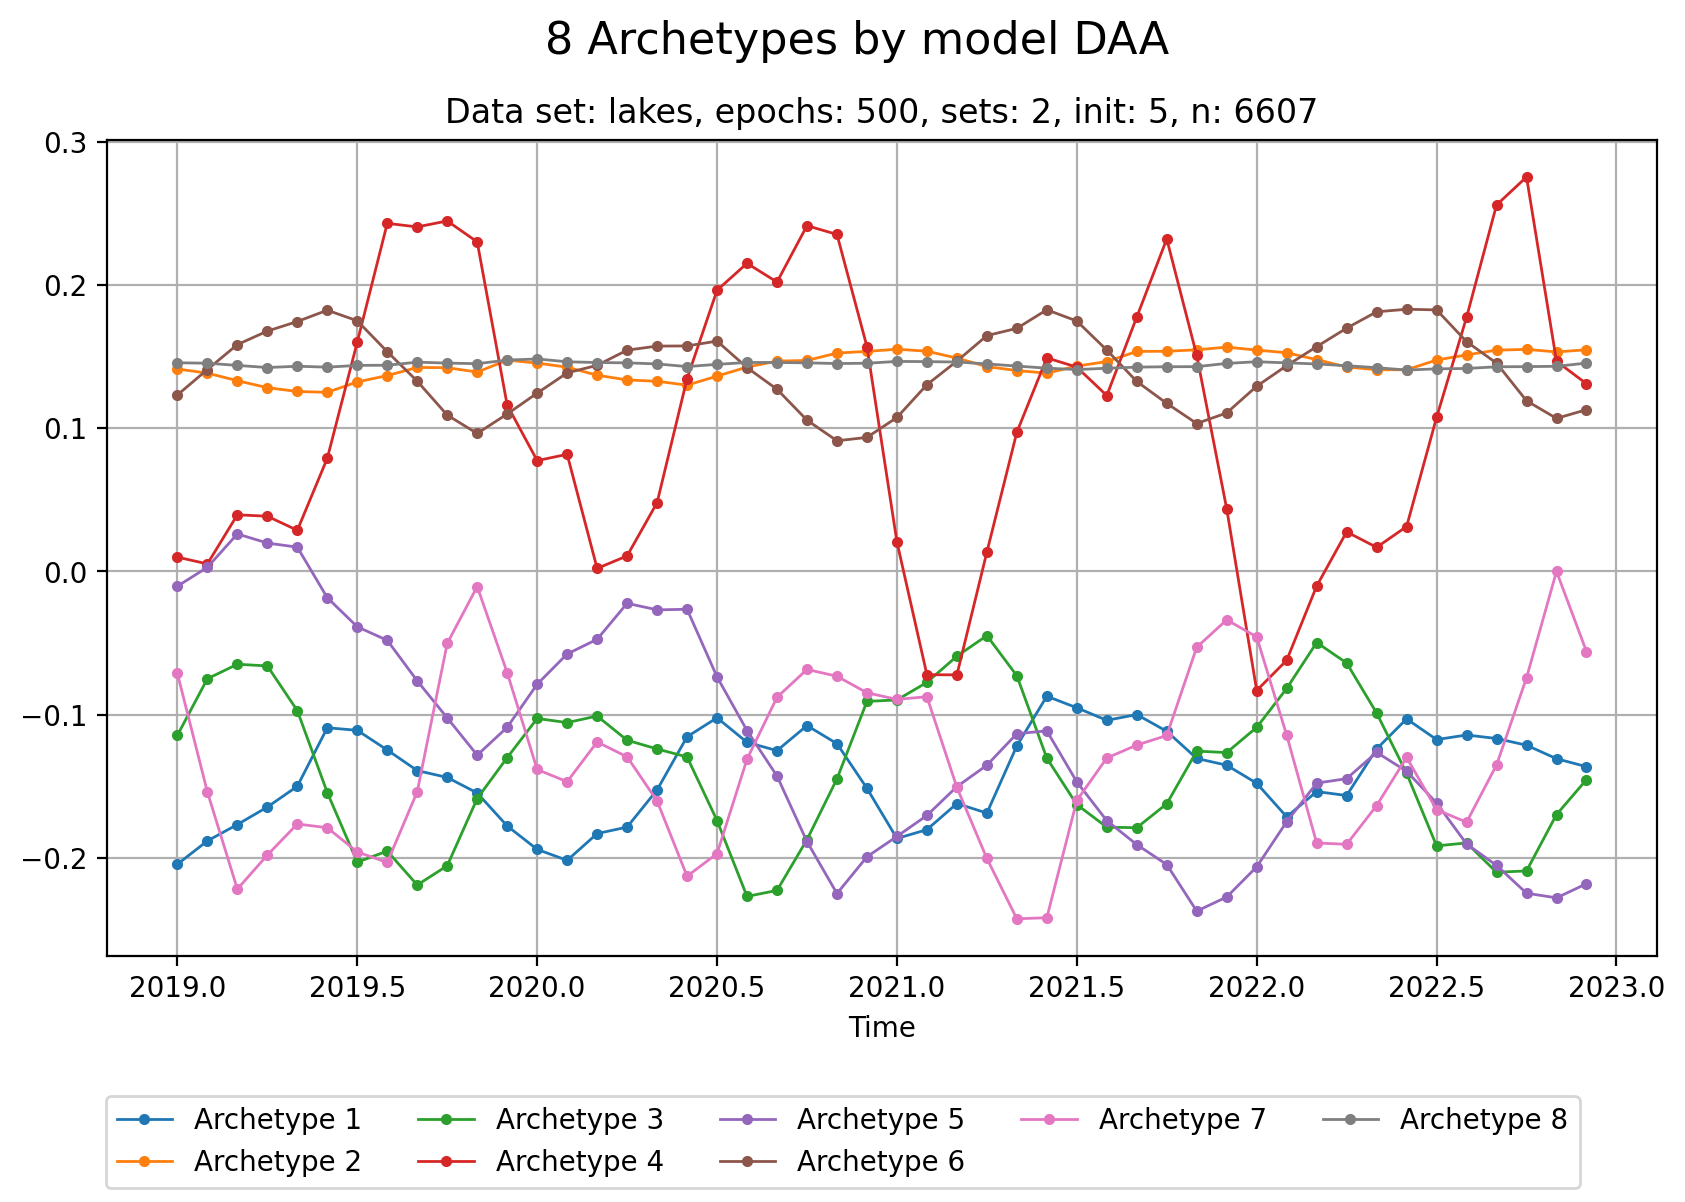 8 Archetypes by model DAA
Data set: lakes, epochs: 500, sets: 2, init: 5, n: 6607
0.3
0.2
0.1
0.0
−0.1
−0.2
2019.0 2019.5 2020.0 2020.5 2021.0 2021.5 2022.0 2022.5 2023.0
Time
Archetype 1 Archetype 3 Archetype 5 Archetype 7 Archetype 8
Archetype 2 Archetype 4 Archetype 6